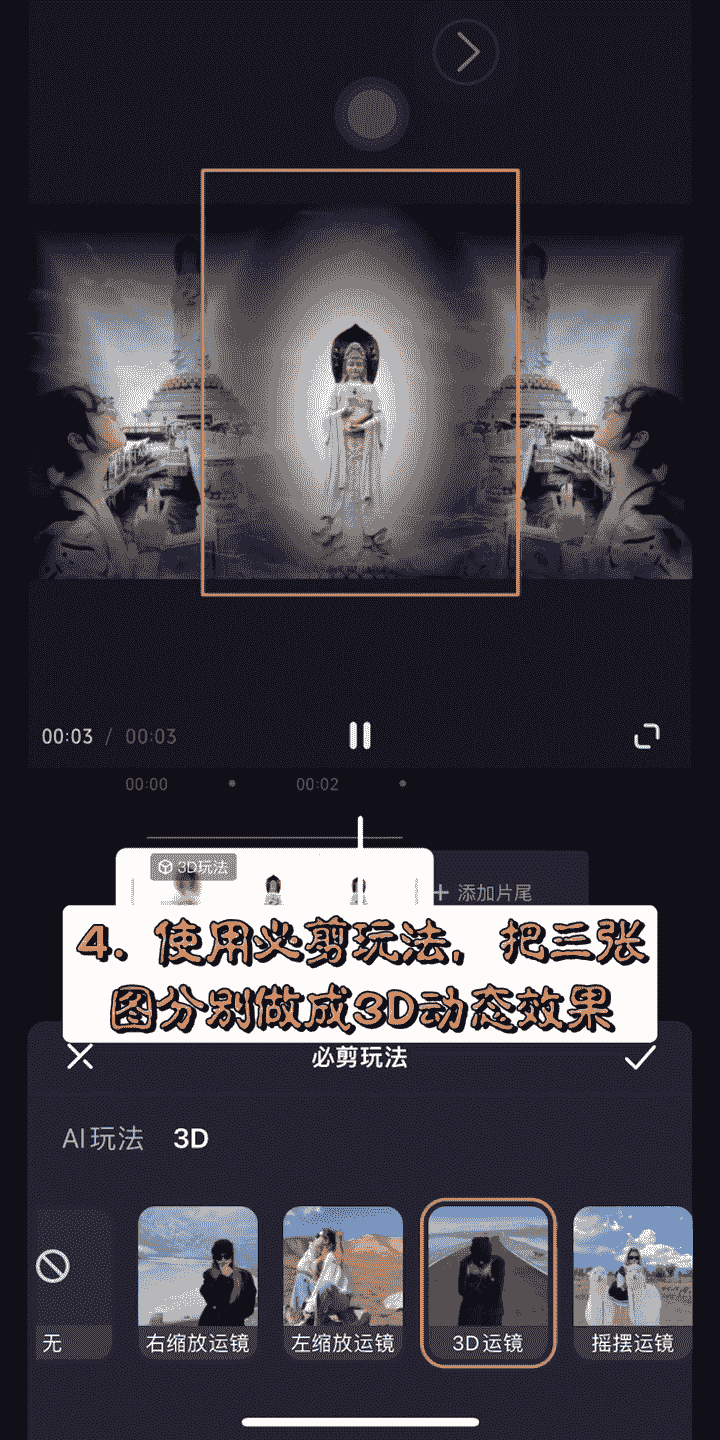 00:03 / 00:03
00:00
00:02
3D玩法
添加片尾
4. 使用必剪玩法, 把三张
图分别做成3D动态效果
必剪玩法
AI玩法 3D
无 右缩放运镜 左缩放运镜 3D运镜 摇摆运镜